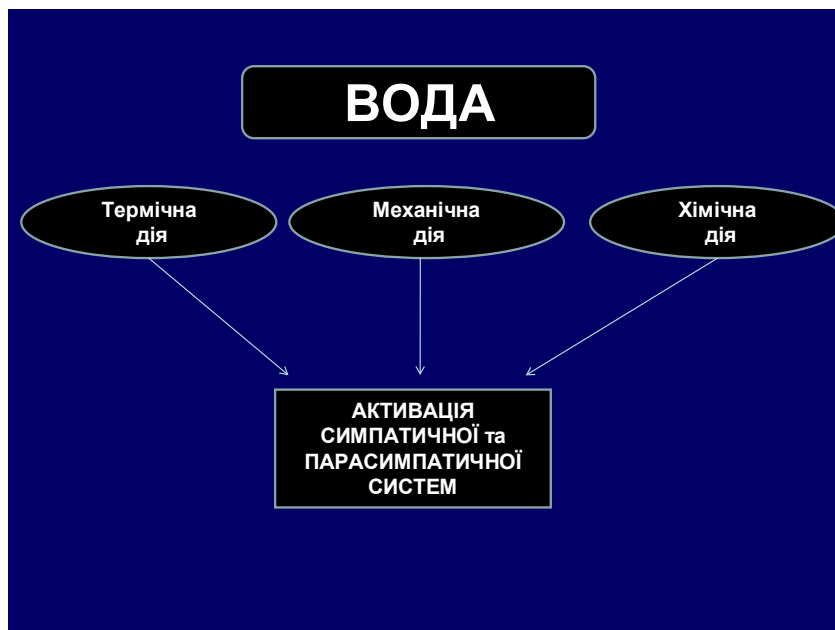 ВОДА
Термічна
дія
Механічна
дія
Хімічна
дія
АКТИВАЦІЯ
СИМПАТИЧНОЇ та
ПАРАСИМПАТИЧНОЇ
СИСТЕМ